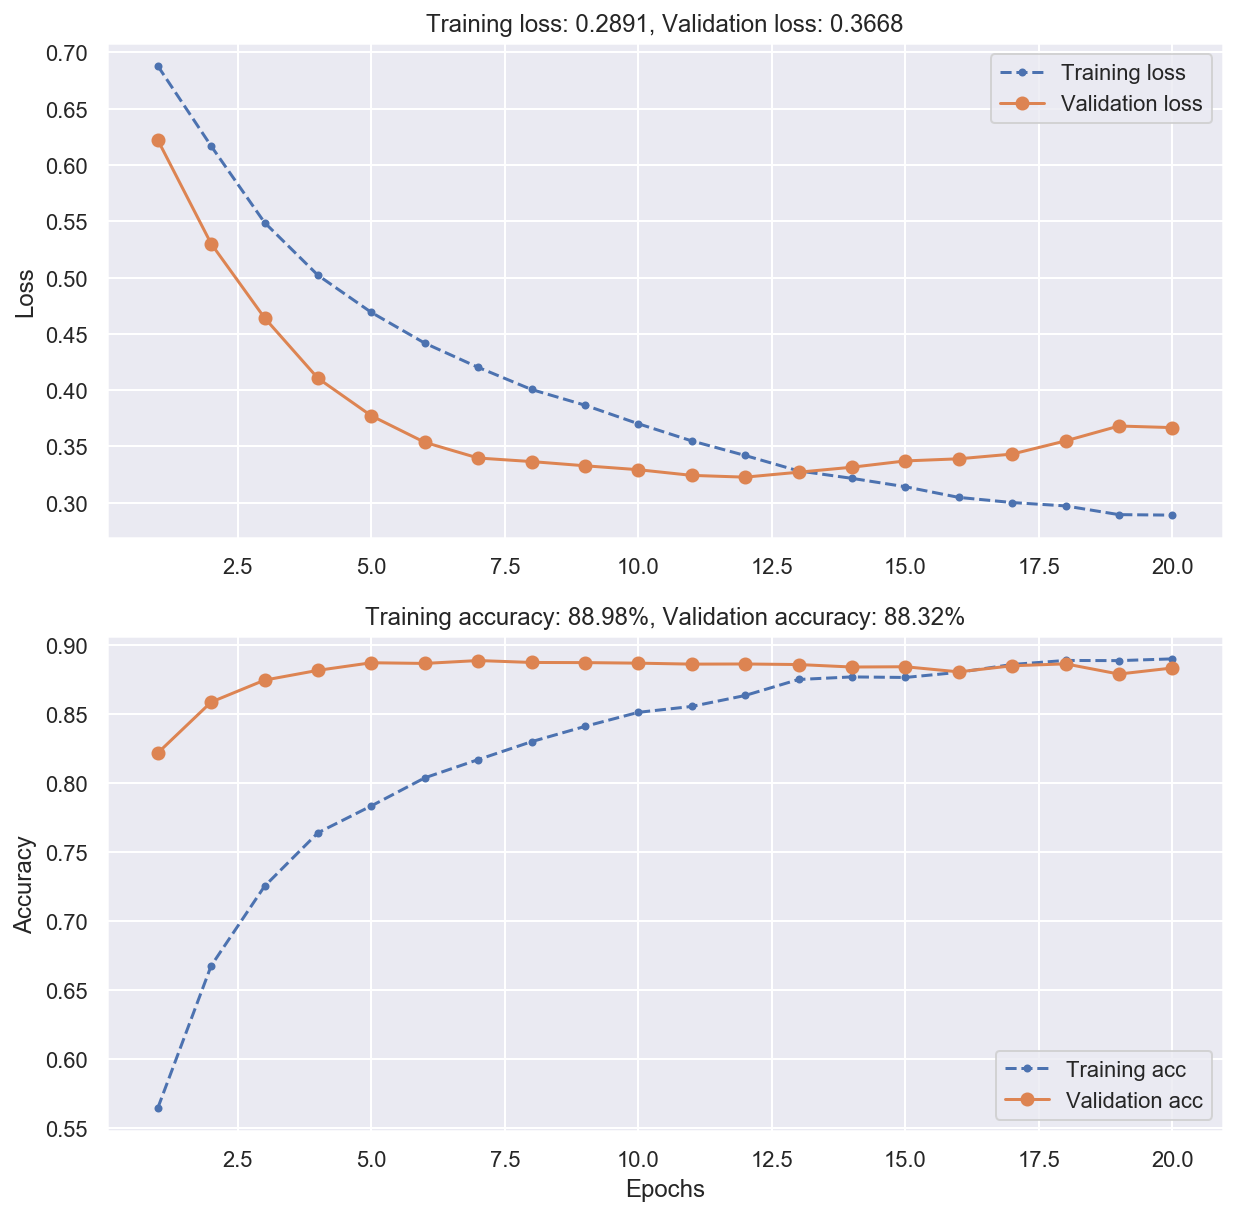 Training loss: 0.2891, Validation loss: 0.3668
Training loss
Validation loss
Loss
0.70
0.65
0.60
0.55
0.50
0.45
0.40
0.35
0.30
2.5 5.0 7.5 10.0 12.5 15.0 17.5 20.0
Training accuracy: 88.98%, Validation accuracy: 88.32%
Accuracy
0.90
0.85
0.80
0.75
0.70
0.65
0.60
0.55
Training acc
Validation acc
2.5 5.0 7.5 10.0 12.5 15.0 17.5 20.0
Epochs